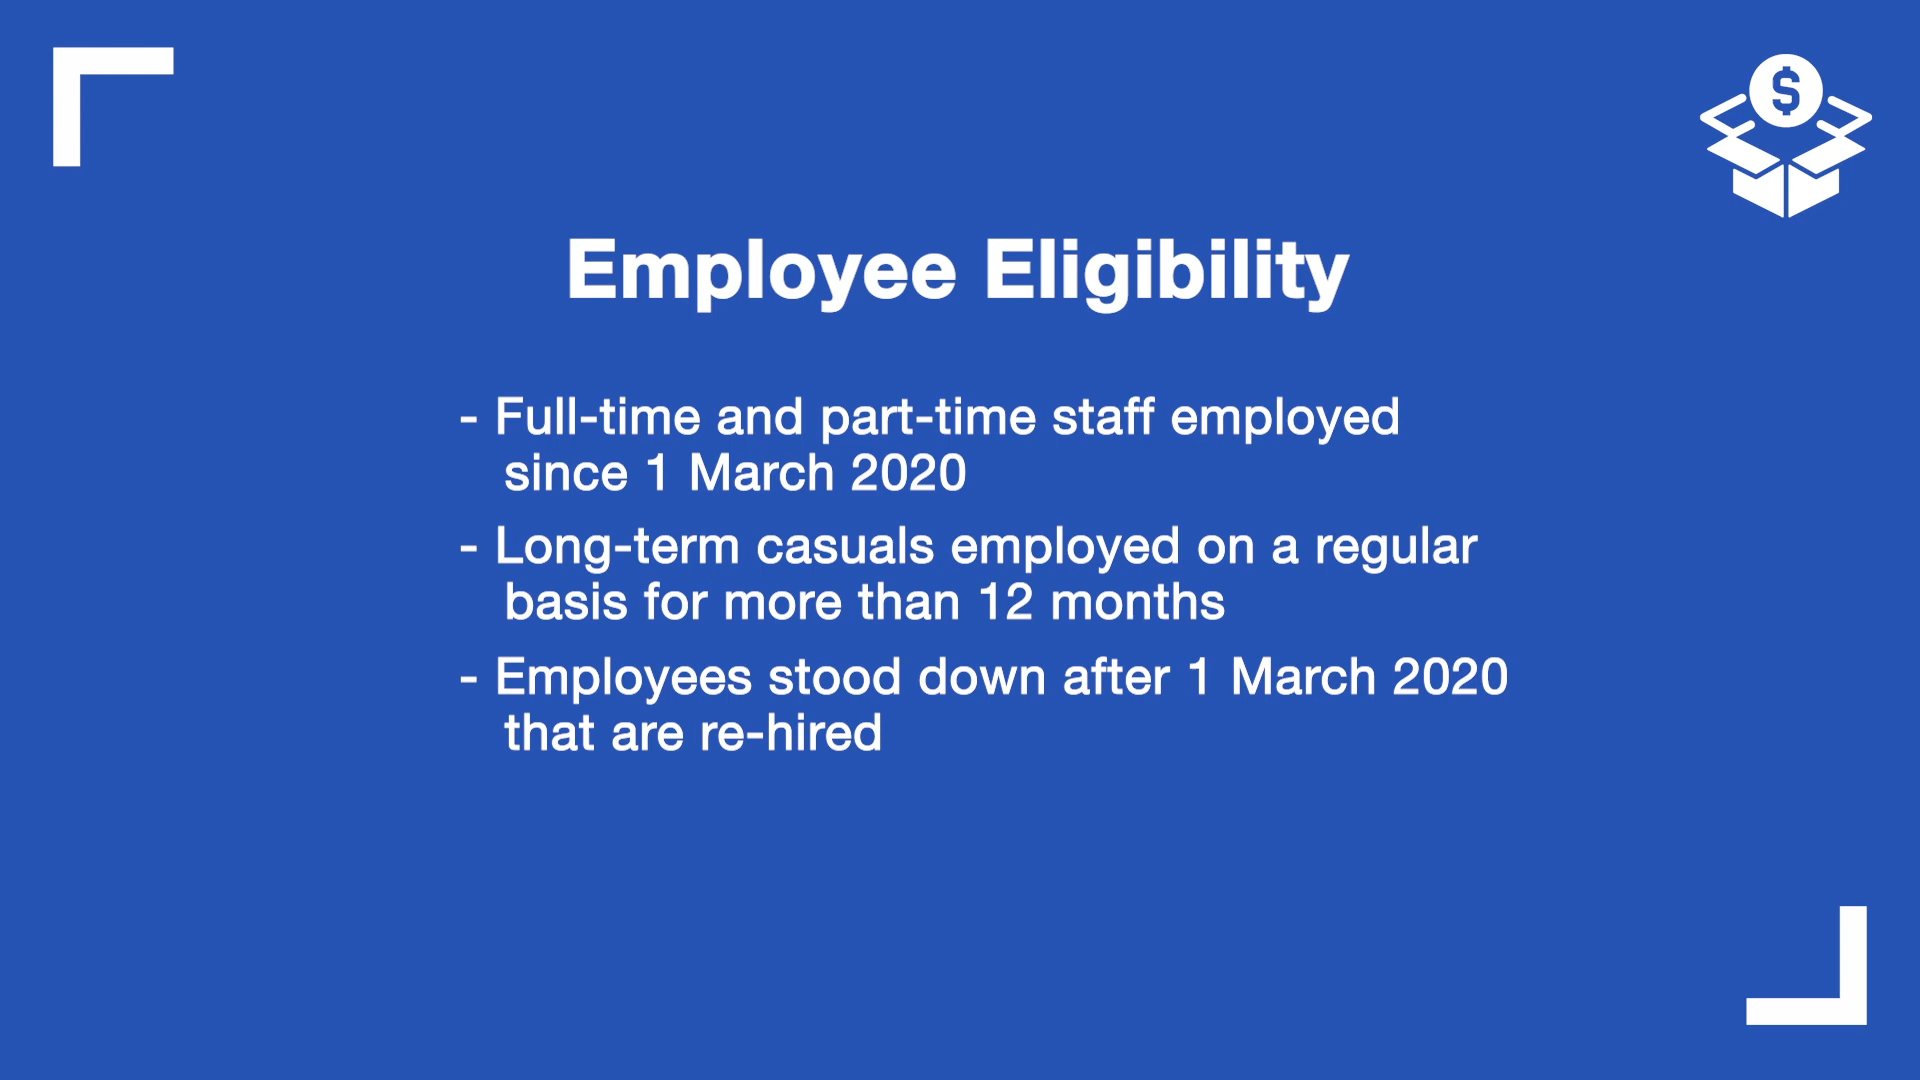 $
Employee Eligibility
- Full-time and part-time staff employed
since 1 March 2020
- Long-term casuals employed on a regular
basis for more than 12 months
- Employees stood down after 1 March 2020
that are re-hired